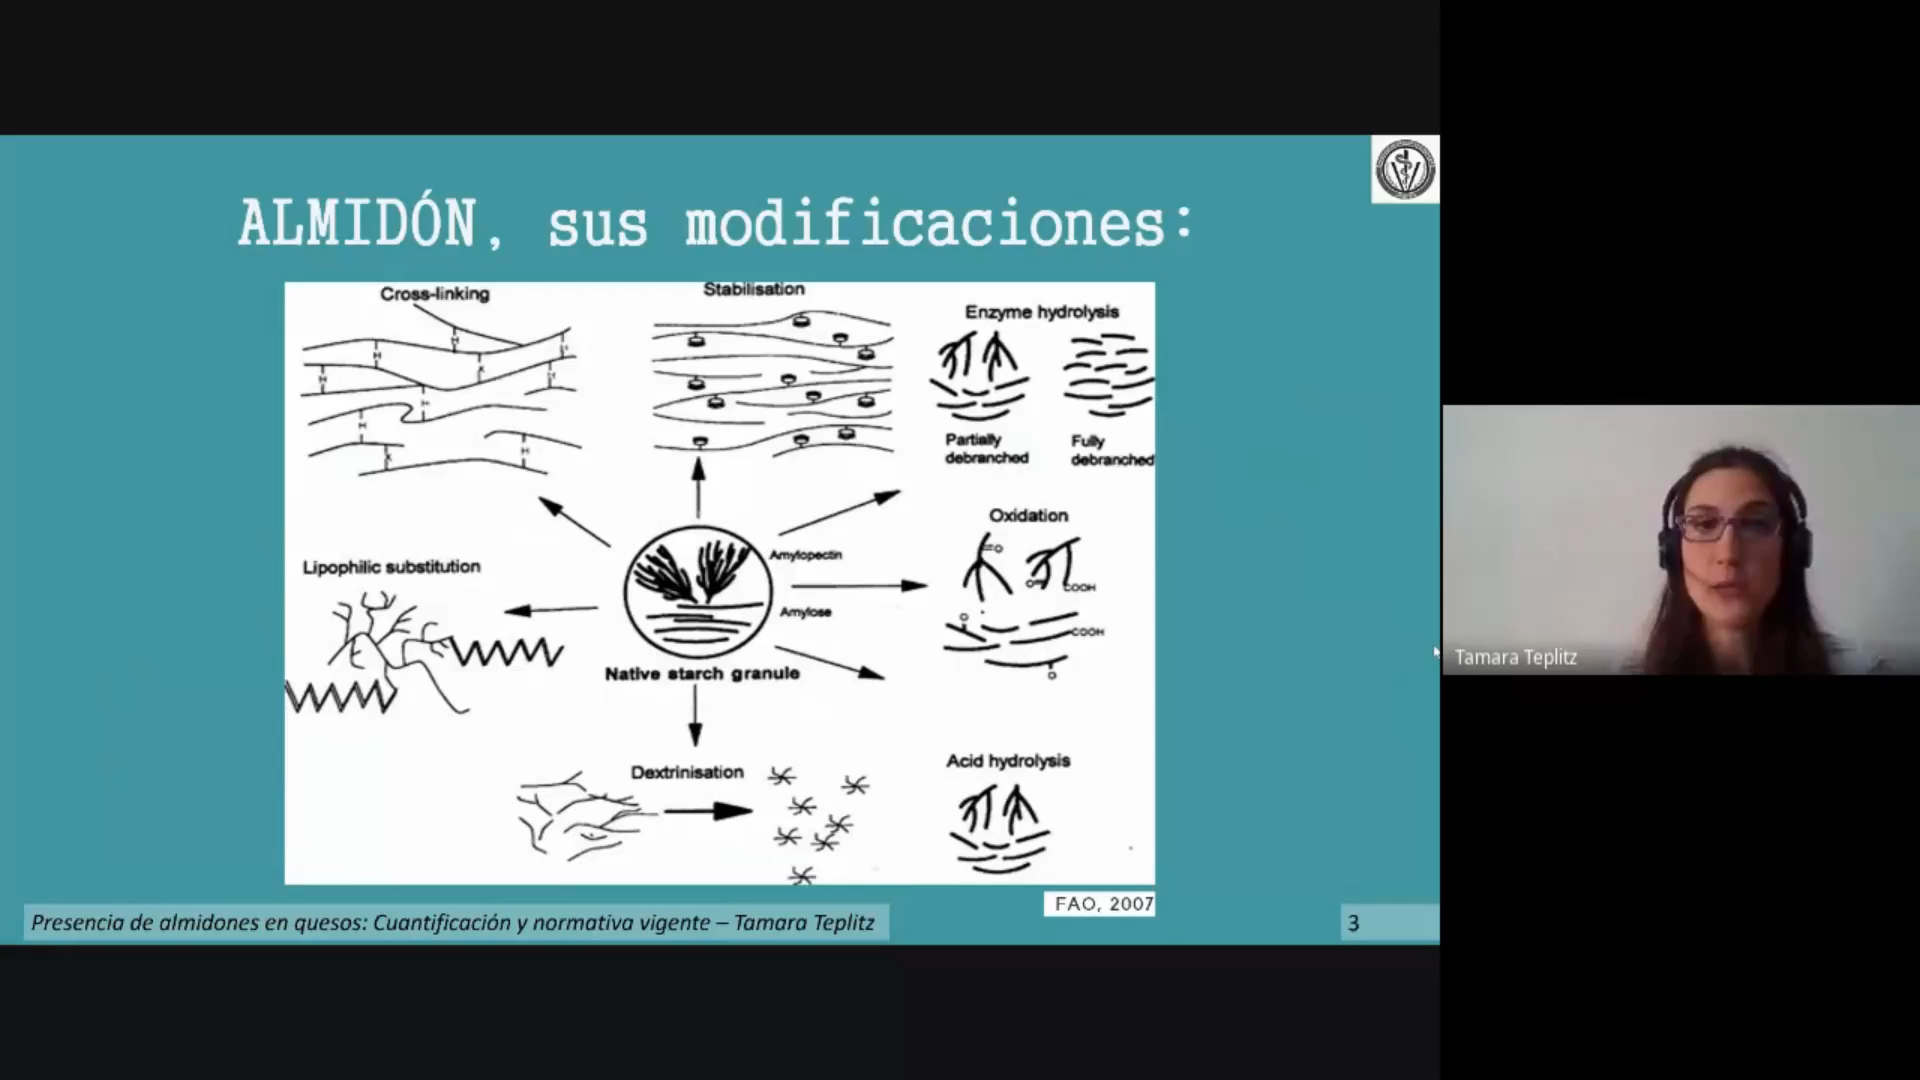 ALMIDÓN, sus modificaciones:
Cross-linking
Stabilisation
Enzyme hydrolysis
Partially
debranched
Fully
debranched
Oxidation
COOH
COOH
Amylopectin
Amylose
Native starch granule
Lipophilic substitution
Dextrinisation
Acid hydrolysis
FAO, 2007
Presencia de almidones en quesos: Cuantificación y normativa vigente – Tamara Teplitz
3
Tamara Teplitz